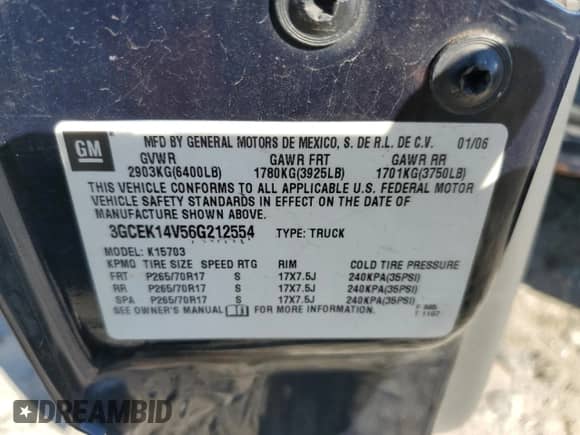 GM
MFD BY GENERAL MOTORS DE MEXICO, S. DE R.L. DE C.V. 01/06
GVWR GAWR FRT GAWR RR
2903KG(6400LB) 1780KG(3925LB) 1701KG(3750LB)
THIS VEHICLE CONFORMS TO ALL APPLICABLE U.S. FEDERAL MOTOR
VEHICLE SAFETY STANDARDS IN EFFECT ON THE DATE OF
MANUFACTURE SHOWN ABOVE.
3GCEK14V56G212554 TYPE: TRUCK
MODEL: K15703
KPMO TIRE SIZE SPEED RTG RIM COLD TIRE PRESSURE
FRT P265/70R17 S 17X7.5J 240KPA(35PSI)
RR P265/70R17 S 17X7.5J 240KPA(35PSI)
SPA P265/70R17 S 17X7.5J 240KPA(35PSI)
SEE OWNER'S MANUAL FOR MORE INFORMATION.
T 1107
DREAMBID